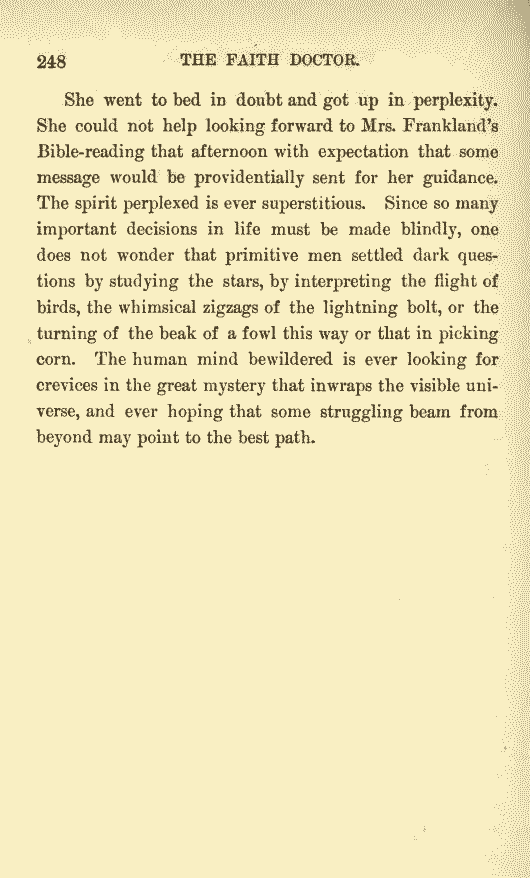 248 THE FAITH DOCTOR.
She went to bed in doubt and got up in perplexity.
She could not help looking forward to Mrs. Frankland's
Bible-reading that afternoon with expectation that some
message would be providentially sent for her guidance.
The spirit perplexed is ever superstitious. Since so many
important decisions in life must be made blindly, one
does not wonder that primitive men settled dark ques-
tions by studying the stars, by interpreting the flight of
birds, the whimsical zigzags of the lightning bolt, or the
turning of the beak of a fowl this way or that in picking
corn. The human mind bewildered is ever looking for
crevices in the great mystery that inwraps the visible uni-
verse, and ever hoping that some struggling beam from
beyond may point to the best path.